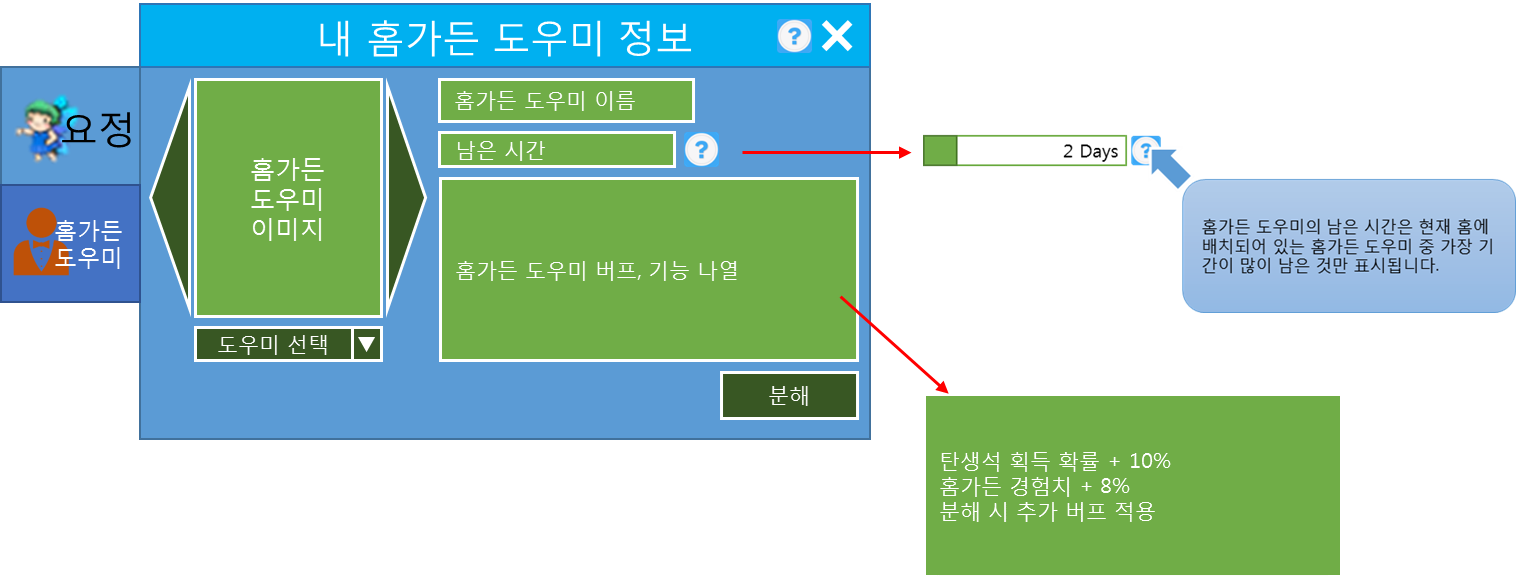 내 홈가든 도우미 정보
?
요정
홈가든
도우미
홈가든
도우미
이미지
도우미 선택
홈가든 도우미 이름
남은 시간
?
홈가든 도우미 버프, 기능 나열
분해
2 Days
?
홈가든 도우미의 남은 시간은 현재 홈에
배치되어 있는 홈가든 도우미 중 가장 기
간이 많이 남은 것만 표시됩니다.
탄생석 획득 확률 + 10%
홈가든 경험치 + 8%
분해 시 추가 버프 적용